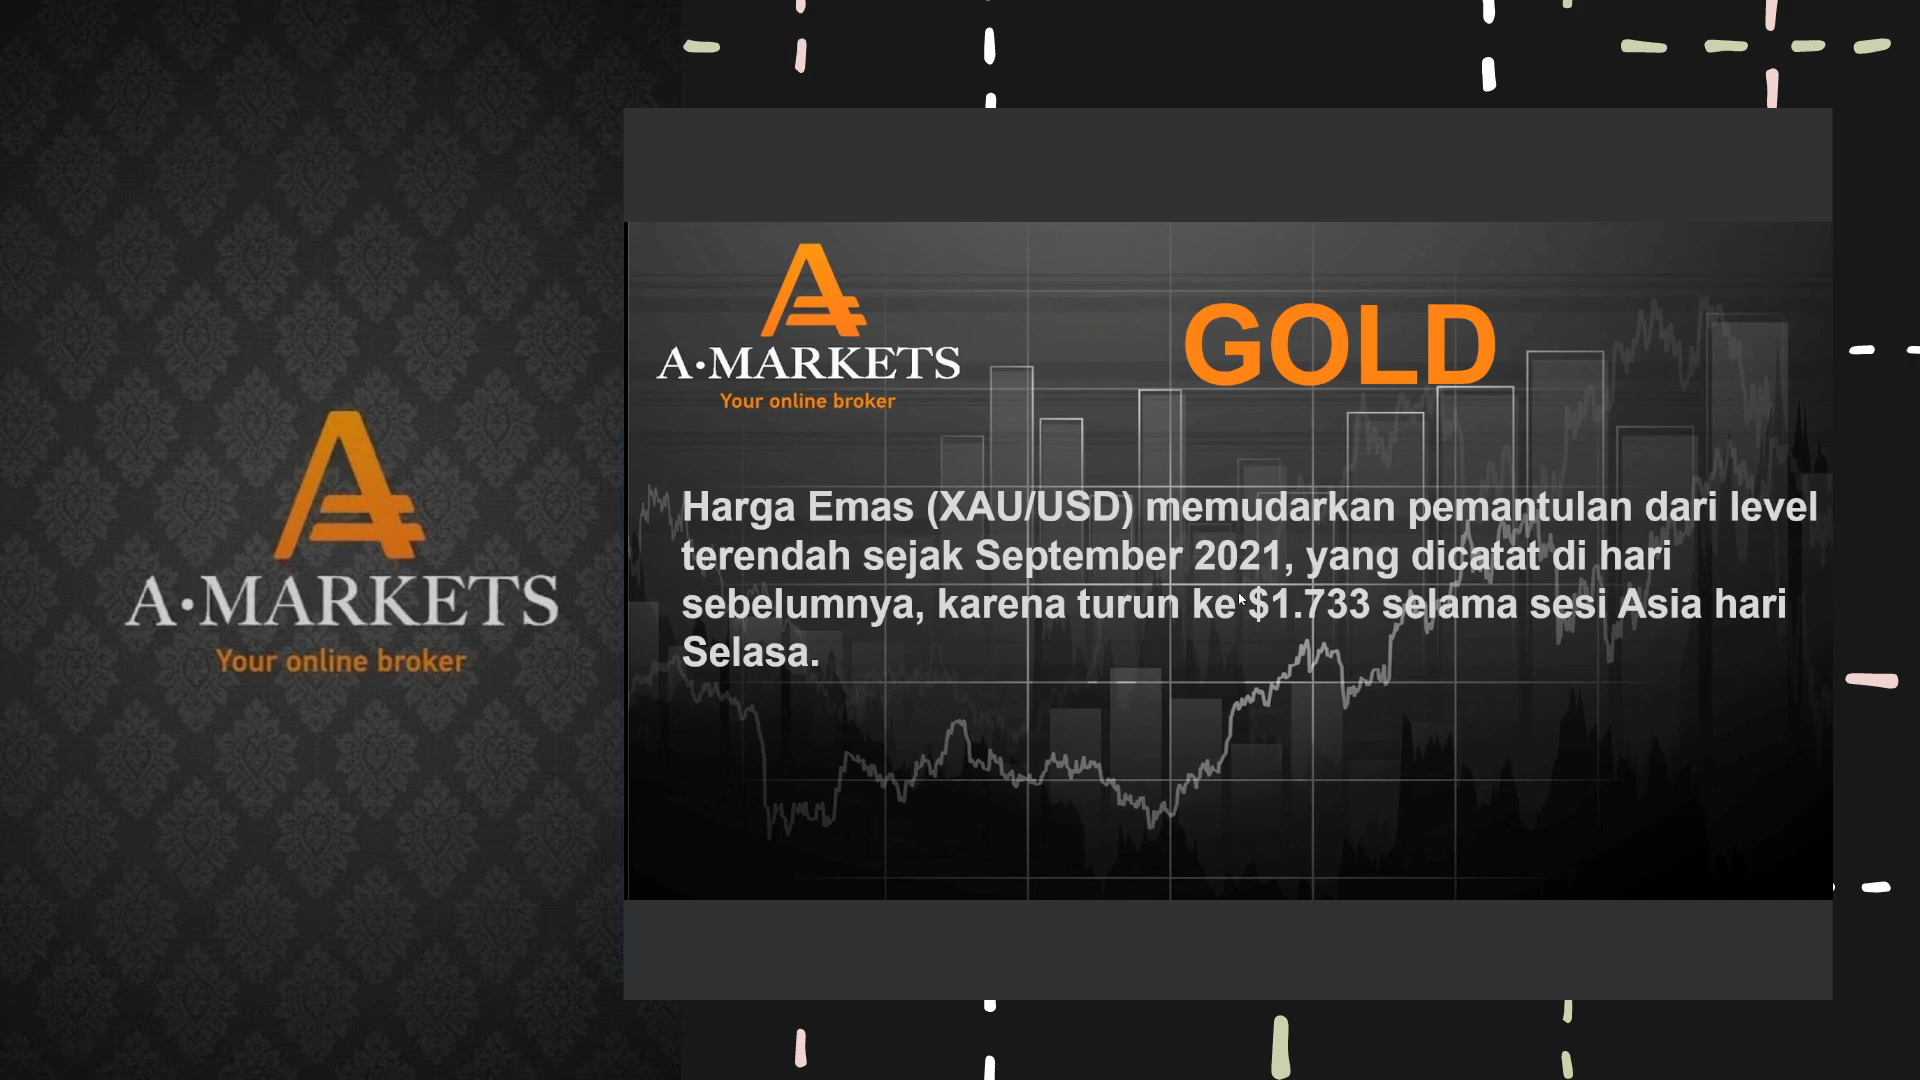 A·MARKETS
Your online broker
A·MARKETS
Your online broker
GOLD
Harga Emas (XAU/USD) memudarkan pemantulan dari level
terendah sejak September 2021, yang dicatat di hari
sebelumnya, karena turun ke $1.733 selama sesi Asia hari
Selasa.